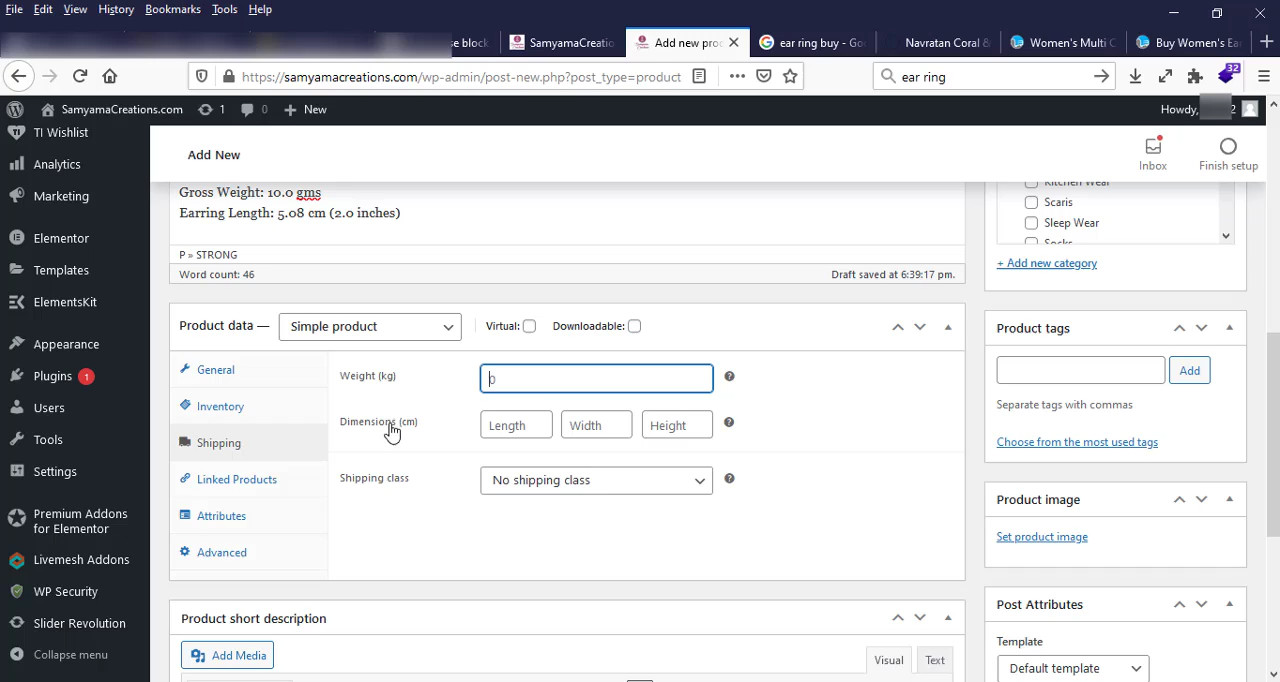 File Edit View History Bookmarks Tools Help
se block
SamyamaCreatio
Add new prod
ear ring buy - Goo
Navratan Coral &
Women's Multi C
Buy Women's Ea
https://samyamacreations.com/wp-admin/post-new.php?post_type=product
ear ring
32
SamyamaCreations.com 1 0 New
Howdy, 2
TI Wishlist
Analytics
Marketing
Elementor
Templates
ElementsKit
Appearance
Plugins 1
Users
Tools
Settings
Premium Addons
for Elementor
Livemesh Addons
WP Security
Slider Revolution
Collapse menu
Add New
Inbox
Finish setup
Gross Weight: 10.0 gms
Earring Length: 5.08 cm (2.0 inches)
P » STRONG
Word count: 46
Draft saved at 6:39:17 pm.
Product data — Simple product Virtual: Downloadable:
General
Inventory
Shipping
Linked Products
Attributes
Advanced
Weight (kg) 0
Dimensions (cm) Length Width Height
Shipping class No shipping class
Product short description
Add Media
Visual Text
Kitchen Wear
Scaris
Sleep Wear
Socks
+ Add new category
Product tags
Add
Separate tags with commas
Choose from the most used tags
Product image
Set product image
Post Attributes
Template
Default template